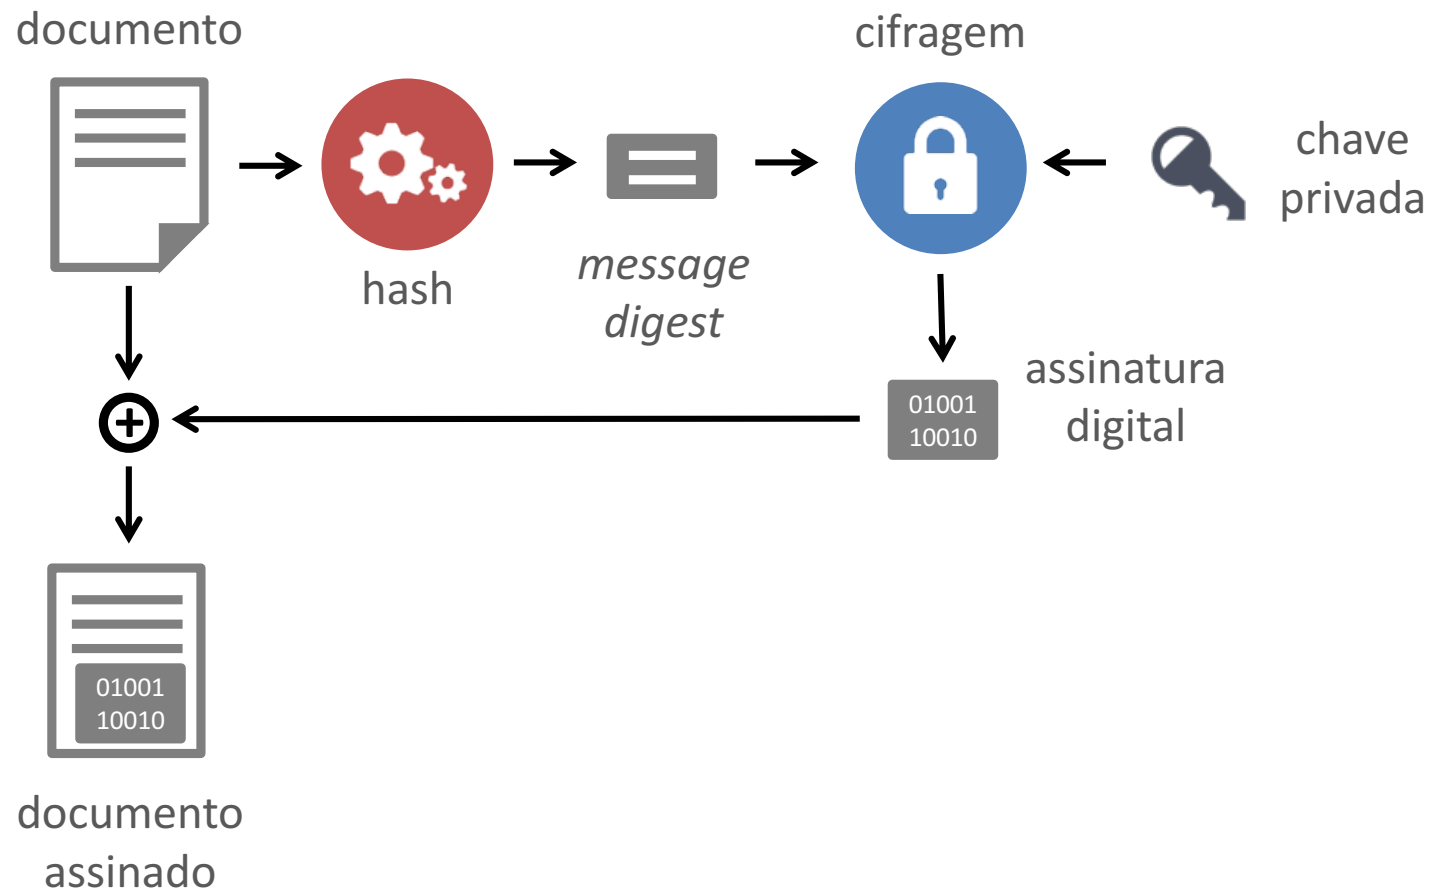 documento
cifragem
chave
privada
hash
message
digest
assinatura
digital
01001
10010
01001
10010
documento
assinado